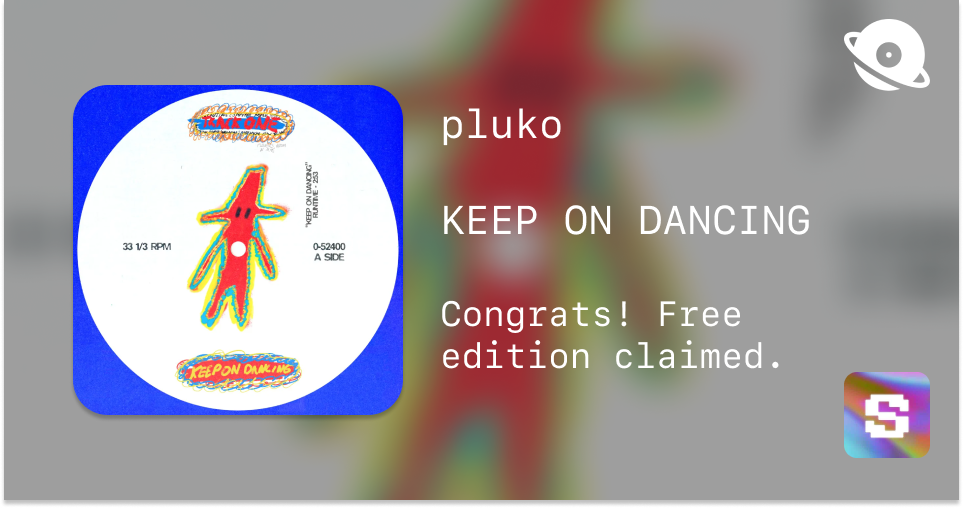 pluko
KEEP ON DANCING
Congrats! Free
edition claimed.
"KEEP ON DANCING"
RUNTIME - 2:53
33 1/3 RPM
0-52400
A SIDE
KEEP ON DANCING
S